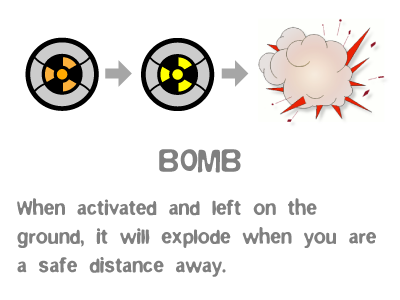 BOMB
When activated and left on the
ground, it will explode when you are
a safe distance away.